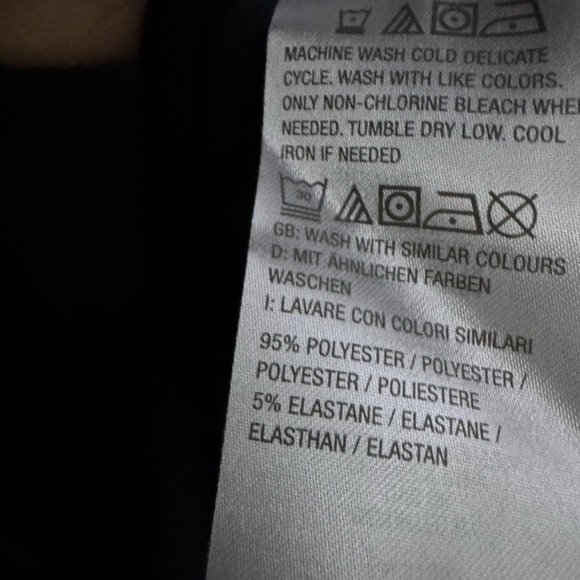 MACHINE WASH COLD DELICATE
CYCLE. WASH WITH LIKE COLORS.
ONLY NON-CHLORINE BLEACH
NEEDED. TUMBLE DRY LOW. COOL
IRON IF NEEDED
30
GB: WASH WITH SIMILAR COLOURS
D: MIT ÄHNLICHEN FARBEN
WASCHEN
I: LAVARE CON COLORI SIMILARI
95% POLYESTER / POLYESTER /
POLYESTER / POLIESTERE
5% ELASTANE / ELASTANE /
ELASTHAN / ELASTAN